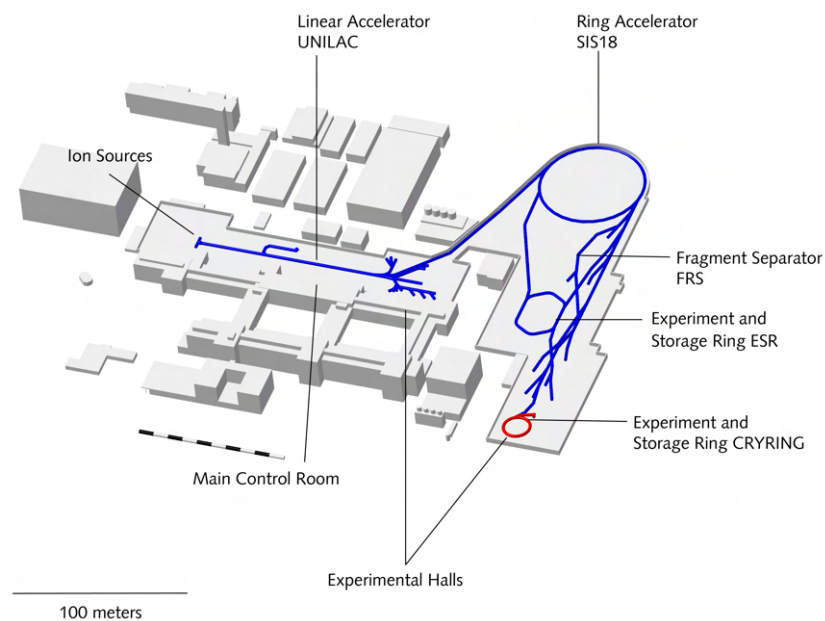 Linear Accelerator
UNILAC
Ring Accelerator
SIS18
Ion Sources
Fragment Separator
FRS
Experiment and
Storage Ring ESR
Experiment and
Storage Ring CRYRING
Main Control Room
Experimental Halls
100 meters